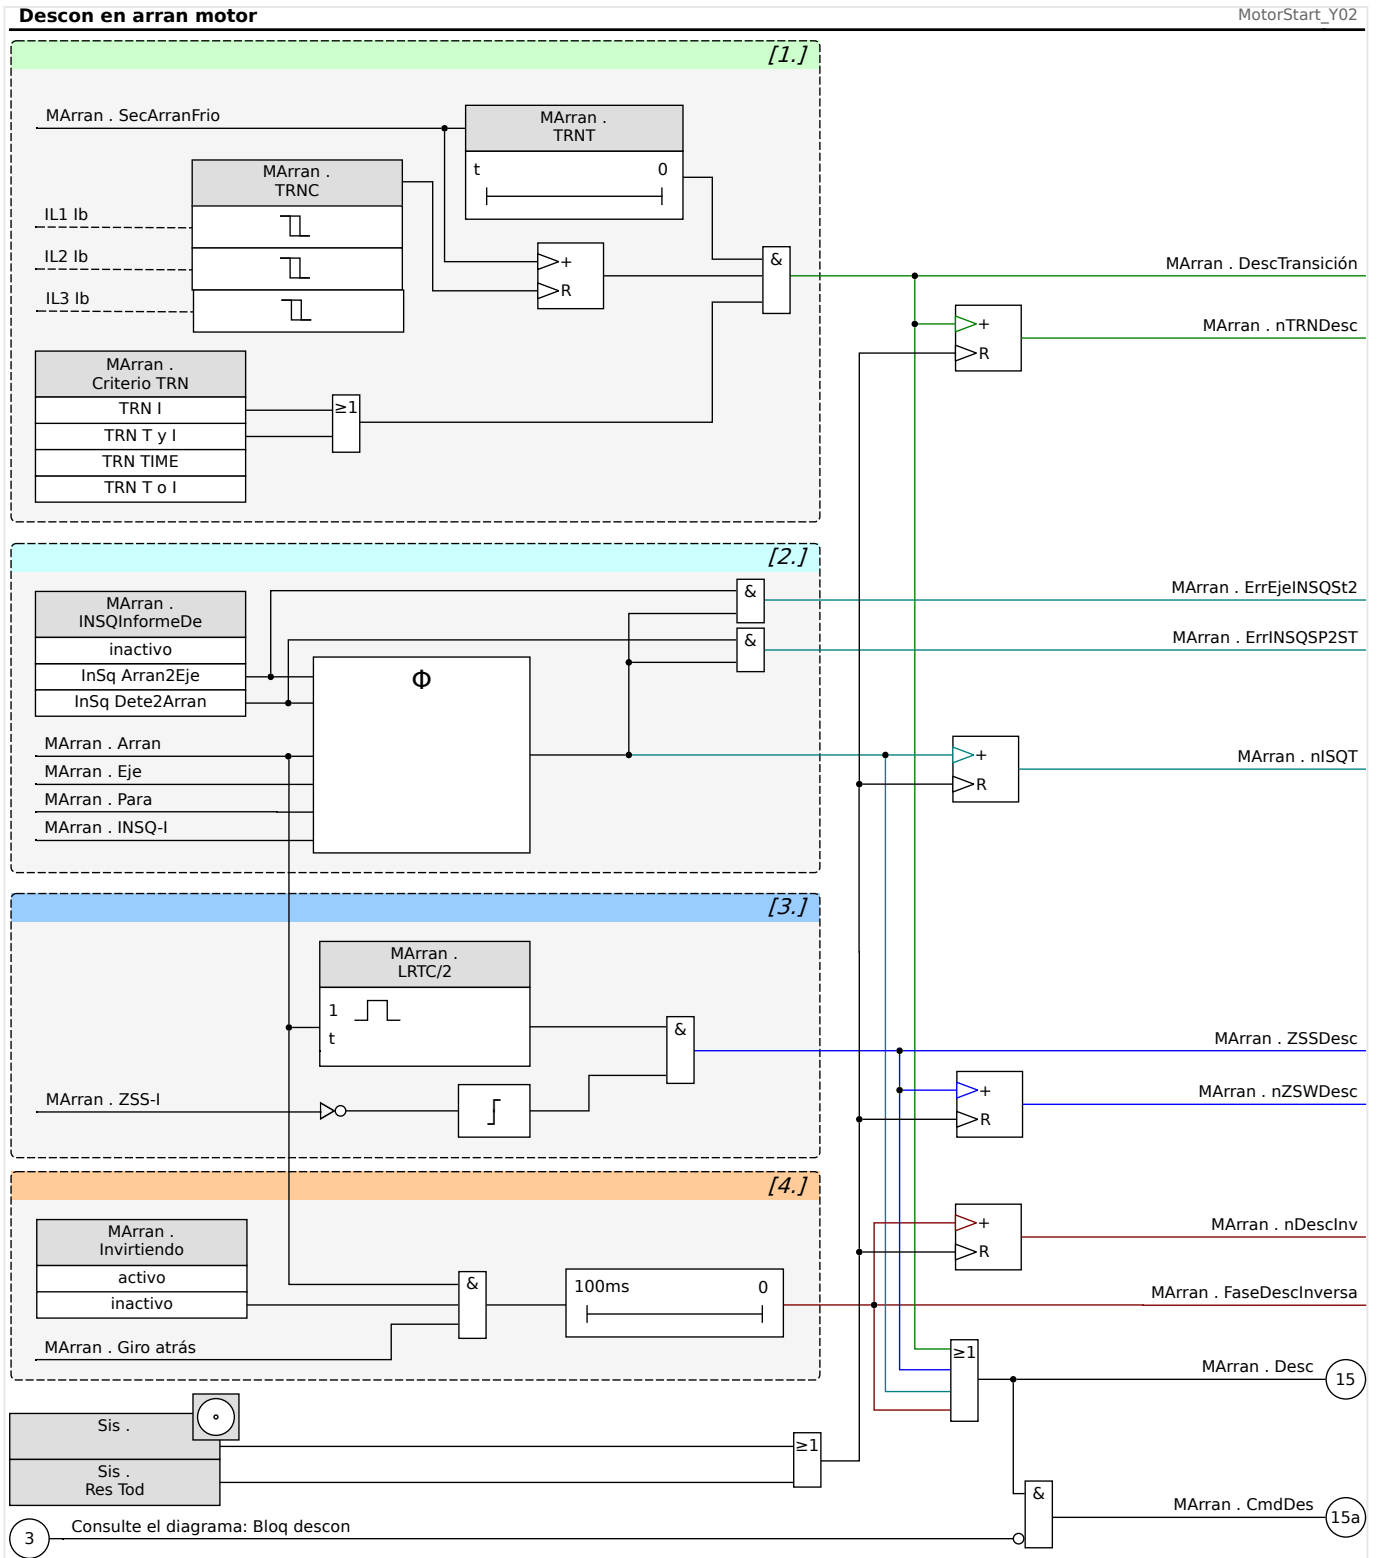 Descon en arran motor
MotorStart_Y02
[1.]
MArran . SecArranFrio
MArran .
TRNT
t
0
MArran .
TRNC
IL1 Ib
IL2 Ib
IL3 Ib
+
R
&
MArran . DescTransición
+
R
MArran . nTRNDesc
MArran .
Criterio TRN
TRN I
TRN T y I
TRN TIME
TRN T o I
≥1
[2.]
MArran .
INSQInformeDe
inactivo
InSq Arran2Eje
InSq Dete2Arran
Φ
&
&
MArran . ErrEjeINSQSt2
MArran . ErrINSQSP2ST
MArran . Arran
MArran . Eje
MArran . Para
MArran . INSQ-I
+
R
MArran . nISQT
[3.]
MArran .
LRTC/2
1
t
&
MArran . ZSS-I
MArran . ZSSDesc
+
R
MArran . nZSWDesc
[4.]
MArran .
Invirtiendo
activo
inactivo
MArran . Giro atrás
&
100ms
0
+
R
MArran . nDescInv
MArran . FaseDescInversa
≥1
MArran . Desc
15
Sis .
Sis .
Res Tod
≥1
3
Consulte el diagrama: Bloq descon
&
MArran . CmdDes
15a